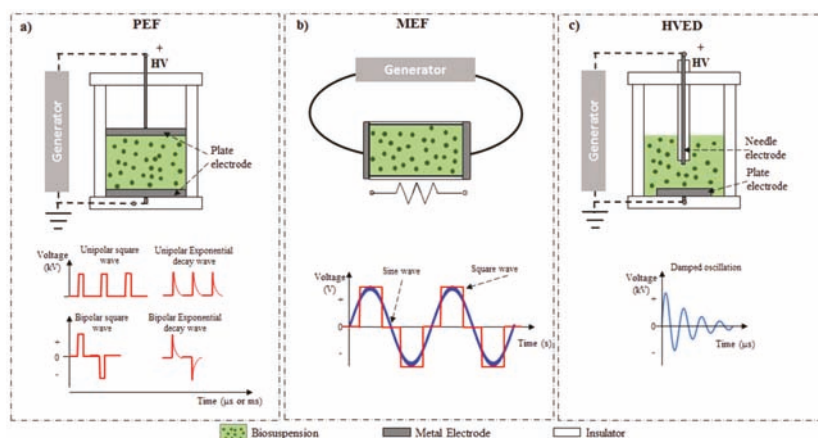 a)
PEF
+
HV
Generator
Plate
electrode
Voltage
(kV)
Unipolar square
wave
Unipolar Exponential
decay wave
Bipolar square
wave
Bipolar Exponential
decay wave
+
0
-
Time (µs or ms)
b)
MEF
Generator
Voltage
(V)
Sine wave
Square wave
+
0
-
Time (s)
c)
HVED
+
HV
Generator
Needle
electrode
Plate
electrode
Voltage
(kV)
Damped oscillation
+
0
-
Time (µs)
Biosuspension
Metal Electrode
Insulator